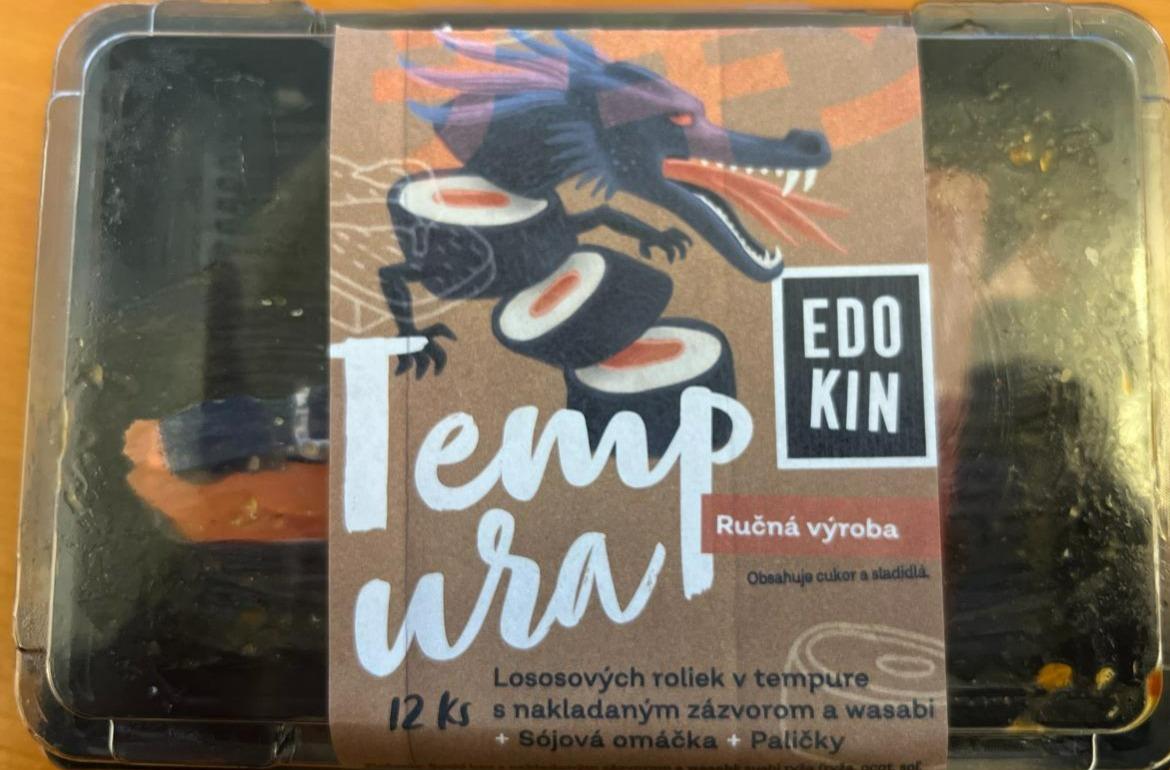 EDO
KIN
Temp
ura
Ručná výroba
Obsahuje cukor a sladidlá.
Lososových roliek v tempure
12 Ks s nakladaným zázvorom a wasabi
+ Sójová omáčka + Paličky